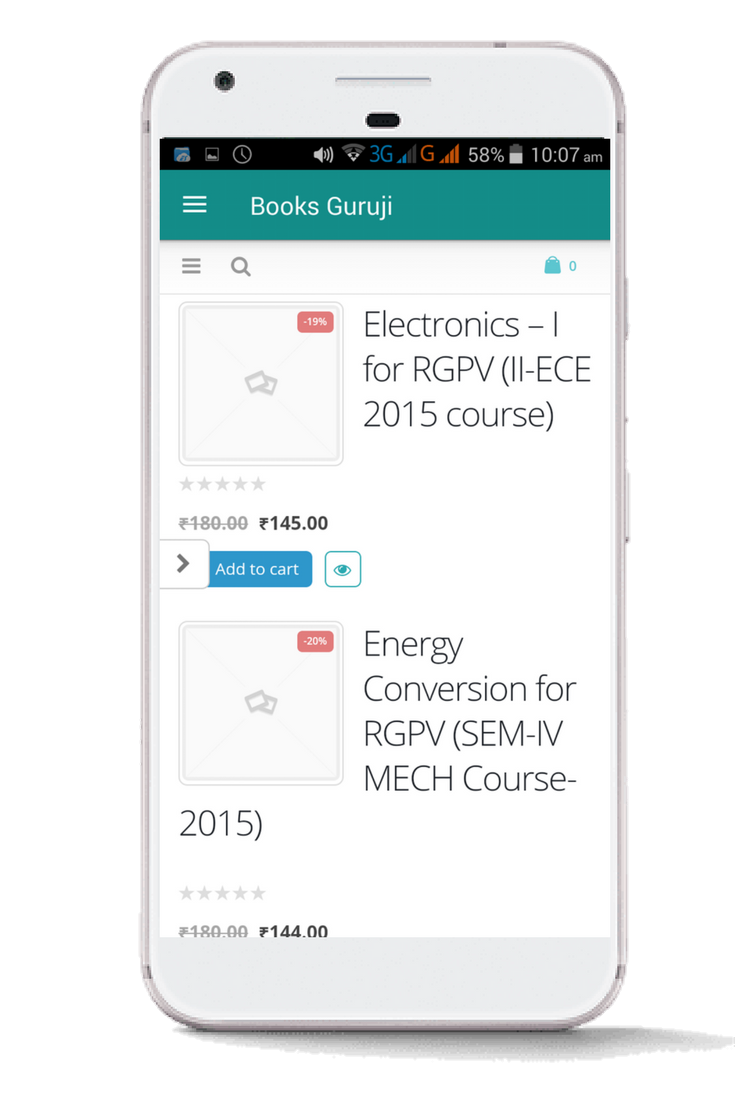 3G G 58% 10:07 am
Books Guruji
0
-19%
Electronics – I
for RGPV (II-ECE
2015 course)
₹180.00 ₹145.00
Add to cart
-20%
Energy
Conversion for
RGPV (SEM-IV
MECH Course-
2015)
₹180.00 ₹144.00